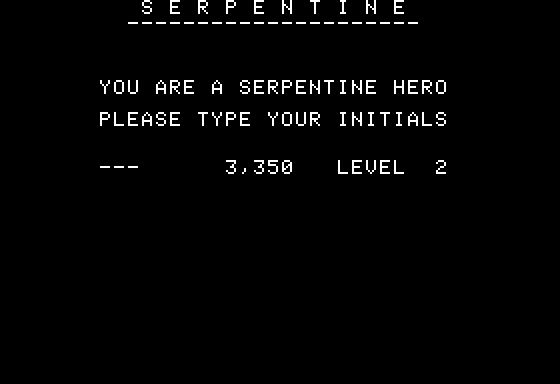 S E R P E N T I N E
---------------------
YOU ARE A SERPENTINE HERO
PLEASE TYPE YOUR INITIALS
--- 3,350 LEVEL 2